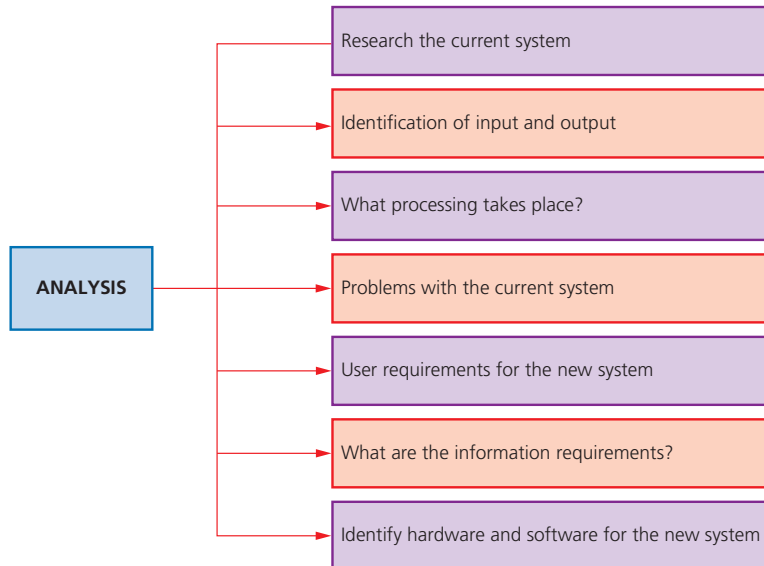 Research the current system
Identification of input and output
What processing takes place?
ANALYSIS
Problems with the current system
User requirements for the new system
What are the information requirements?
Identify hardware and software for the new system